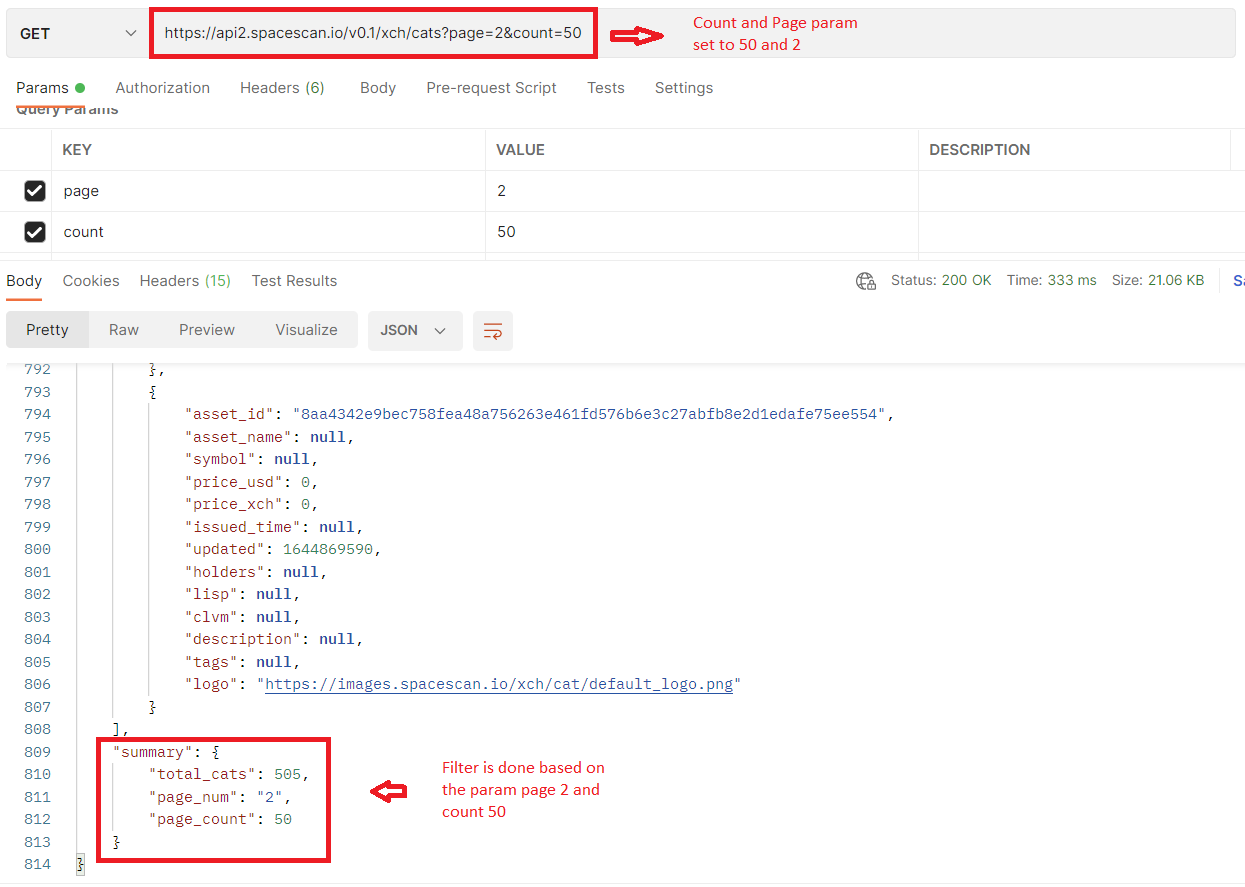 GET
https://api2.spacescan.io/v0.1/xch/cats?page=2&count=50
Count and Page param
set to 50 and 2
Params
Authorization
Headers (6)
Body
Pre-request Script
Tests
Settings
Query Params
KEY
VALUE
DESCRIPTION
page
2
count
50
Body
Cookies
Headers (15)
Test Results
Status: 200 OK
Time: 333 ms
Size: 21.06 KB
Sa
Pretty
Raw
Preview
Visualize
JSON
792 },
793 {
794 "asset_id": "8aa4342e9bec758fea48a756263e461fd576b6e3c27abfb8e2d1edafe75ee554",
795 "asset_name": null,
796 "symbol": null,
797 "price_usd": 0,
798 "price_xch": 0,
799 "issued_time": null,
800 "updated": 1644869590,
801 "holders": null,
802 "lisp": null,
803 "clvm": null,
804 "description": null,
805 "tags": null,
806 "logo": "https://images.spacescan.io/xch/cat/default_logo.png"
807 }
808 ],
809 "summary": {
810 "total_cats": 505,
811 "page_num": "2",
812 "page_count": 50
813 }
814 }
Filter is done based on
the param page 2 and
count 50